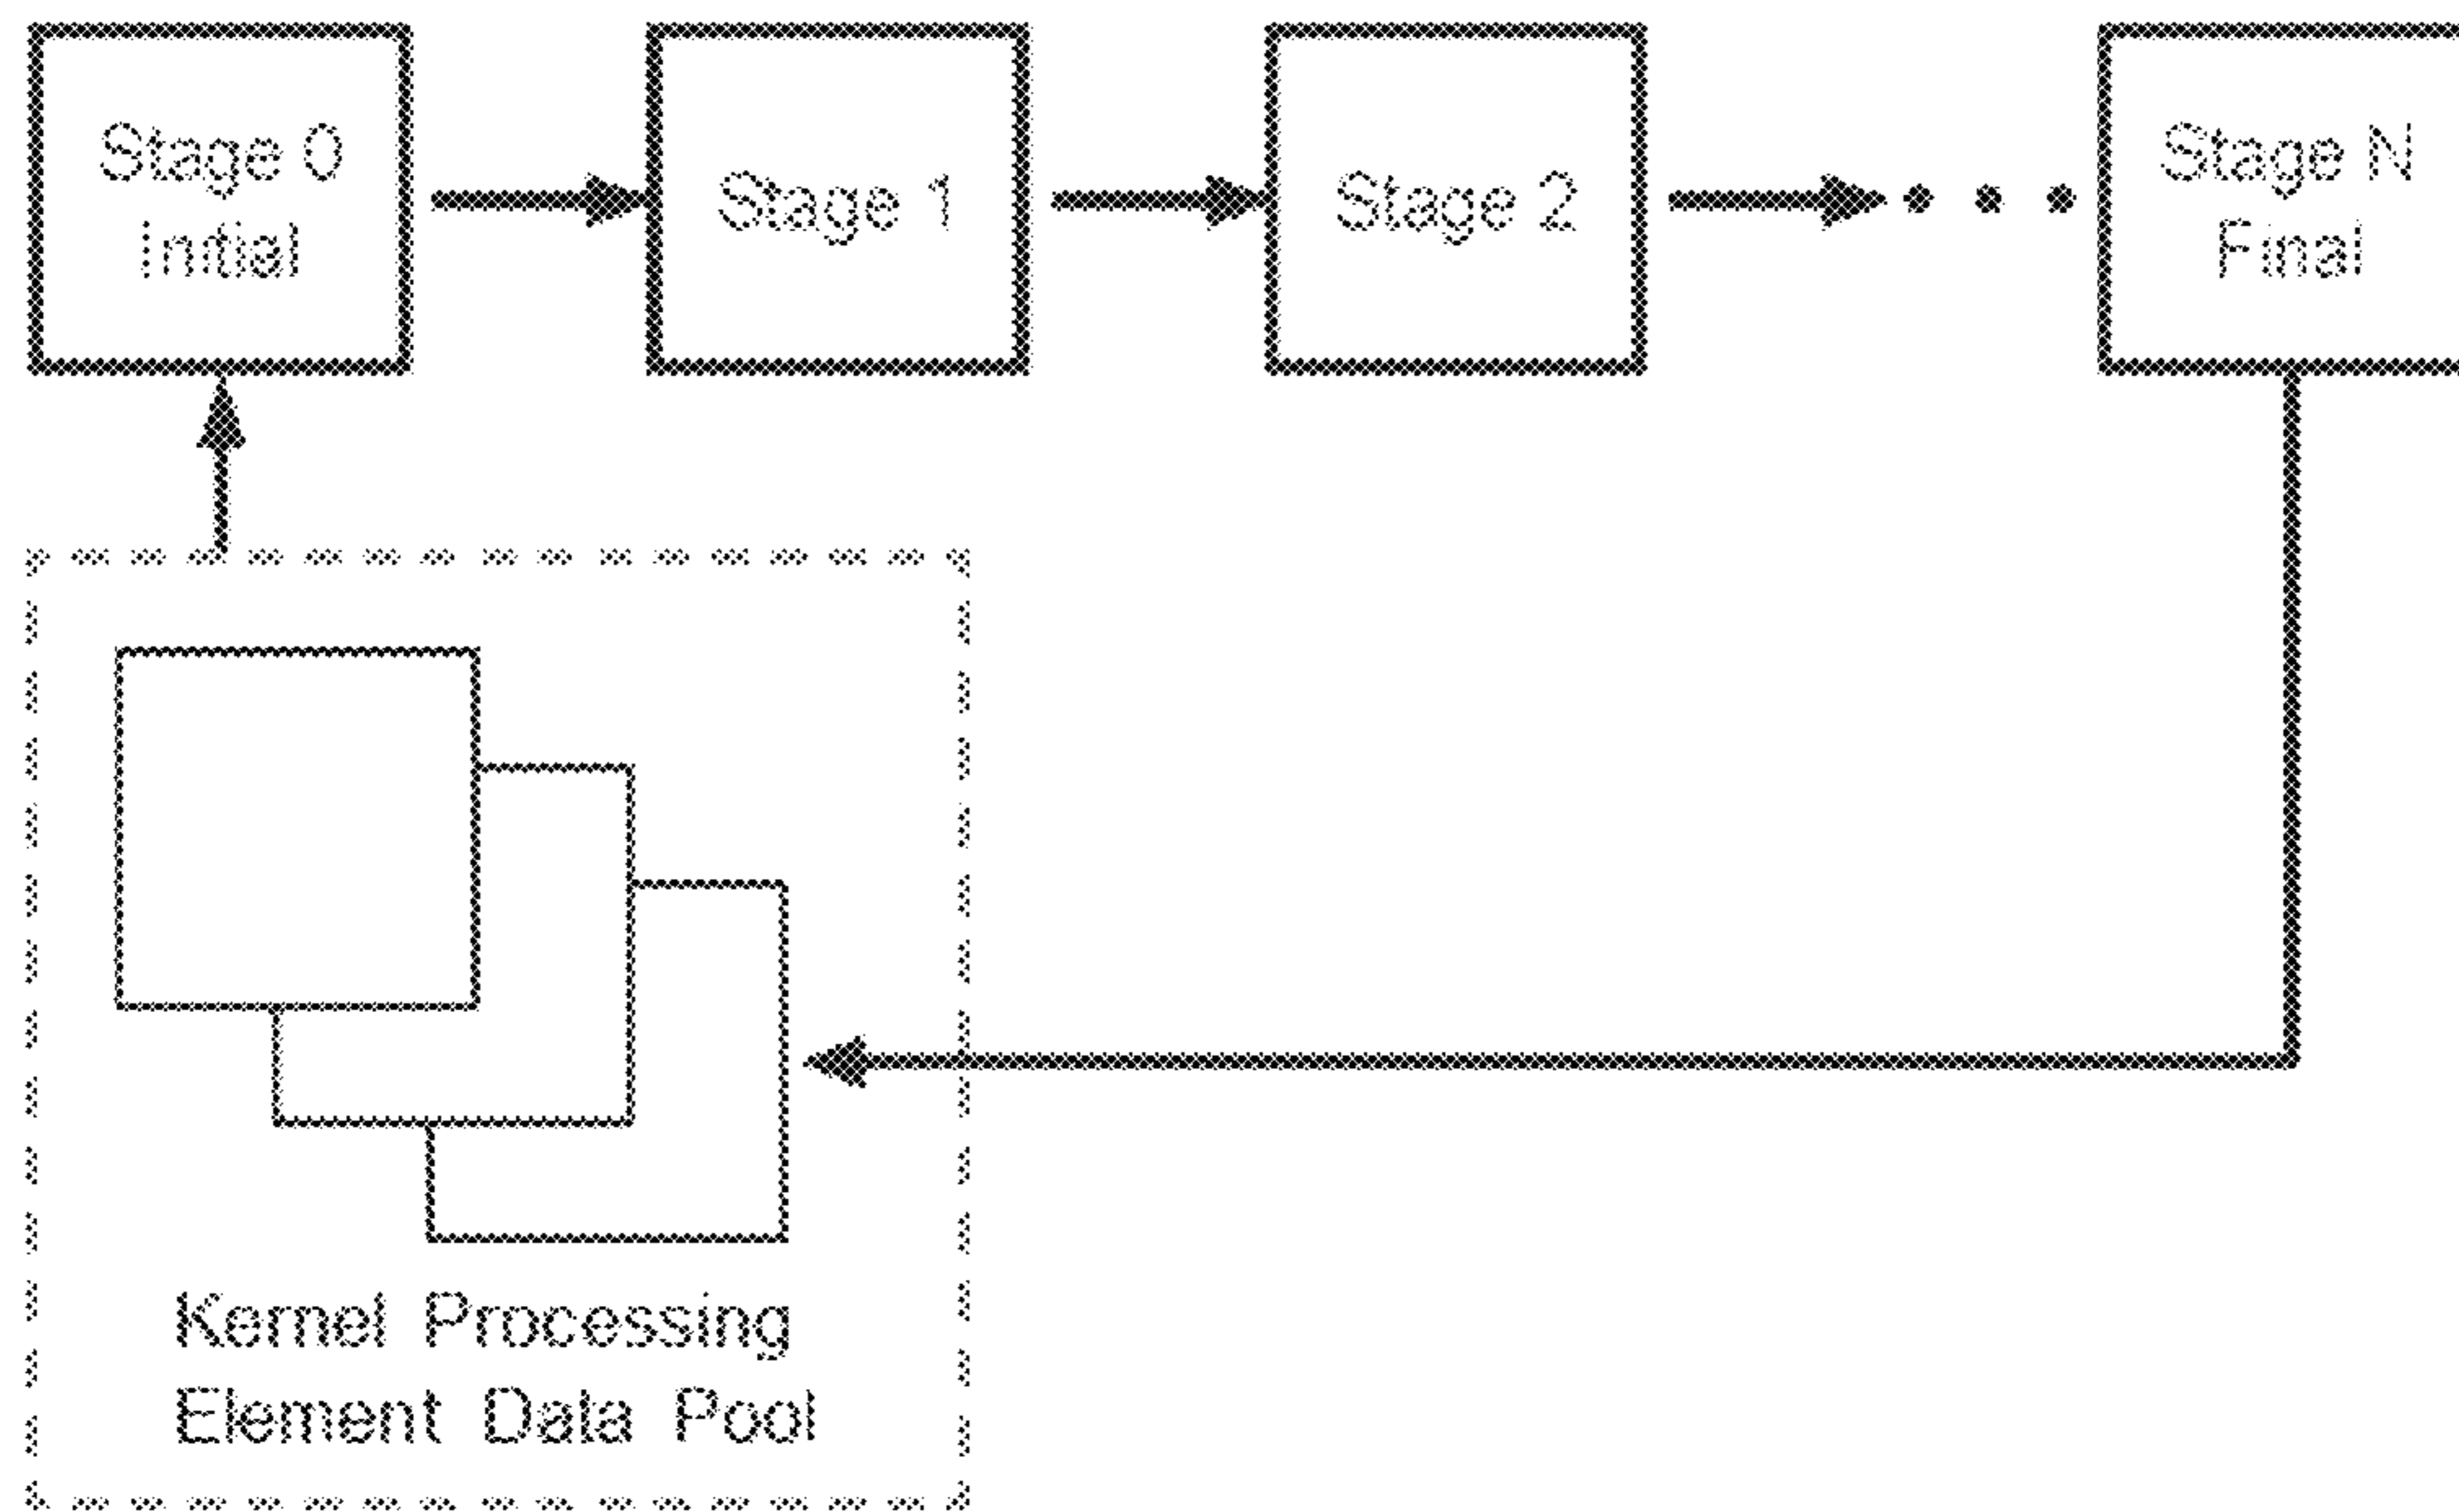 Stage 0
Initial
Stage 1
Stage 2
Stage N
Final
Kernel Processing
Element Data Pool